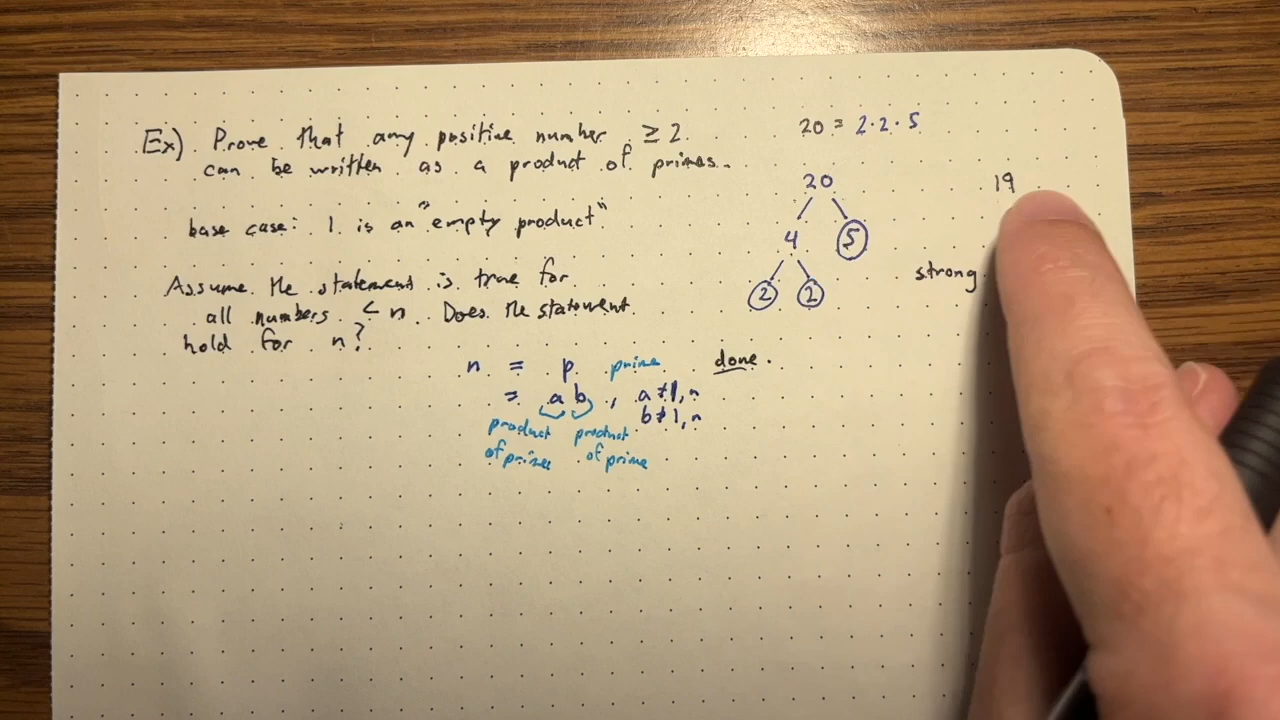 Ex) Prove that any positive number ≥ 2
can be written as a product of primes.
base case: 1 is an "empty product"
Assume the statement is true for
all numbers < n. Does the statement
hold for n?
n = p prime done.
= ab, a≠1,n
b≠1,n
product product
of primes of prime
20 = 2·2·5
20
4 5
2 2
19
strong